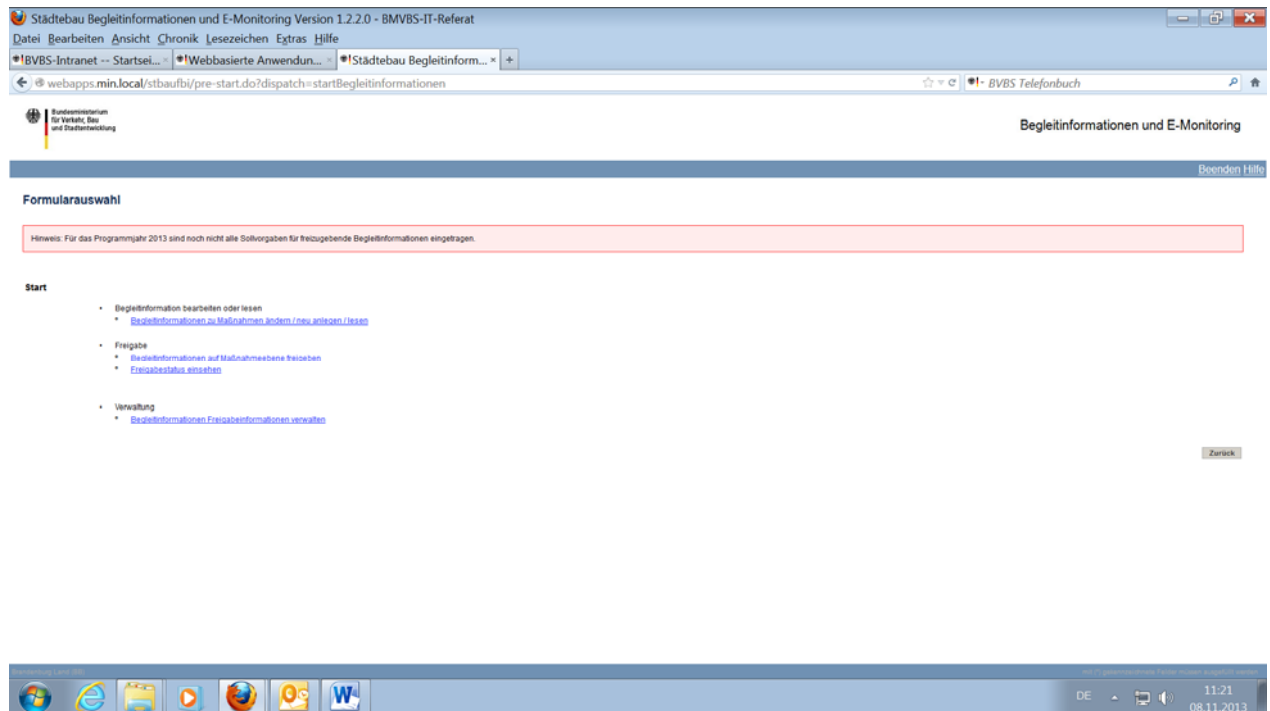 Städtebau Begleitinformationen und E-Monitoring Version 1.2.2.0 - BMVBS-IT-Referat
Datei Bearbeiten Ansicht Chronik Lesezeichen Extras Hilfe
BVBS-Intranet -- Startsei... × Webbasierte Anwendun... × Städtebau Begleitinform... × +
webapps.min.local/stbaufbi/pre-start.do?dispatch=startBegleitinformationen - BVBS Telefonbuch
Bundesministerium
für Verkehr, Bau
und Stadtentwicklung
Begleitinformationen und E-Monitoring
Beenden Hilfe
Formularauswahl
Hinweis: Für das Programmjahr 2013 sind noch nicht alle Sollvorgaben für freizugebende Begleitinformationen eingetragen.
Start
• Begleitinformation bearbeiten oder lesen
* Begleitinformationen zu Maßnahmen ändern / neu anlegen / lesen
• Freigabe
* Begleitinformationen auf Maßnahmeebene freigeben
* Freigabestatus einsehen
• Verwaltung
* Begleitinformationen Freigabeinformationen verwalten
Zurück
DE 11:21
08.11.2013